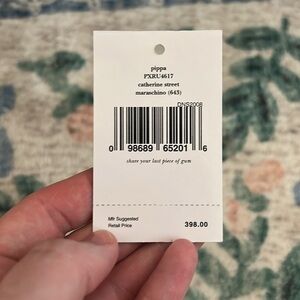 pippa
PXRU4617
catherine street
maraschino (643)
DNS2008
0 98689 65201 6
share your last piece of gum
Mfr Suggested
Retail Price 398.00